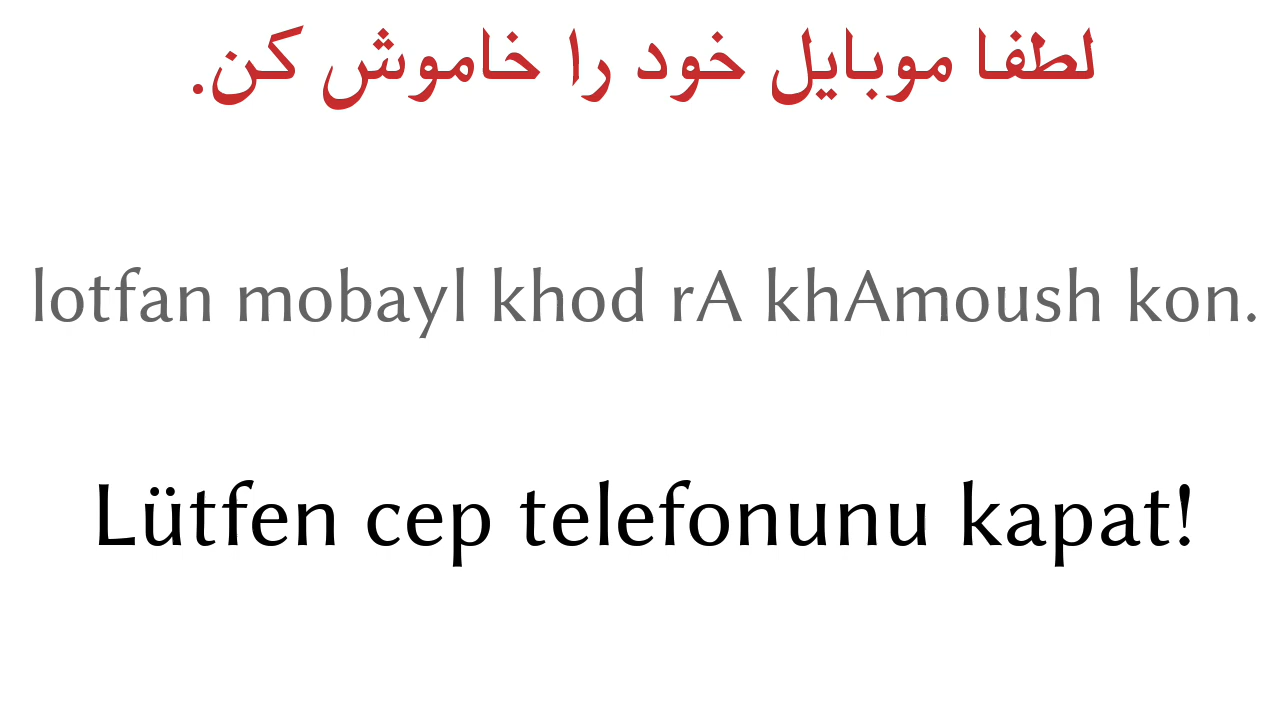 لطفا موبایل خود را خاموش کن.
lotfan mobayl khod rA khAmoush kon.
Lütfen cep telefonunu kapat!